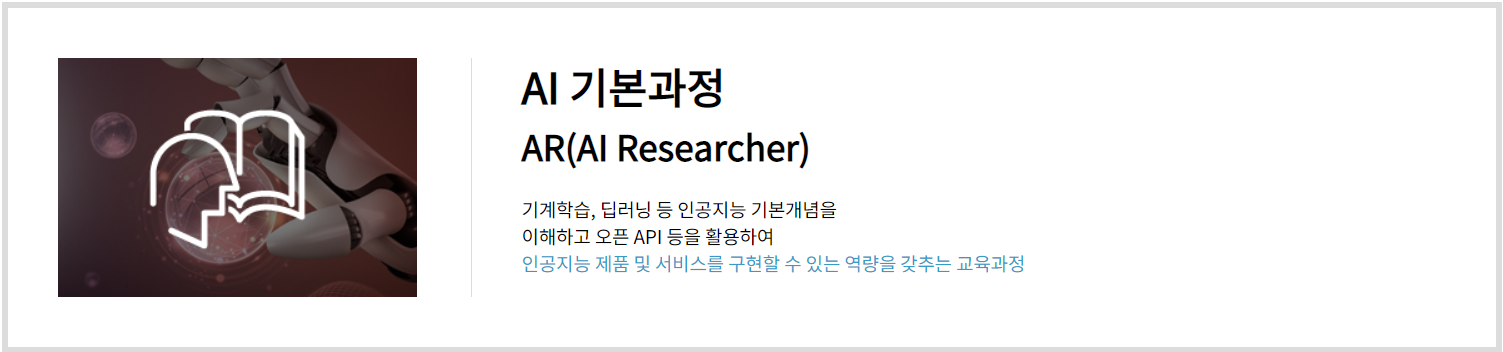 AI 기본과정
AR(AI Researcher)
기계학습, 딥러닝 등 인공지능 기본개념을
이해하고 오픈 API 등을 활용하여
인공지능 제품 및 서비스를 구현할 수 있는 역량을 갖추는 교육과정